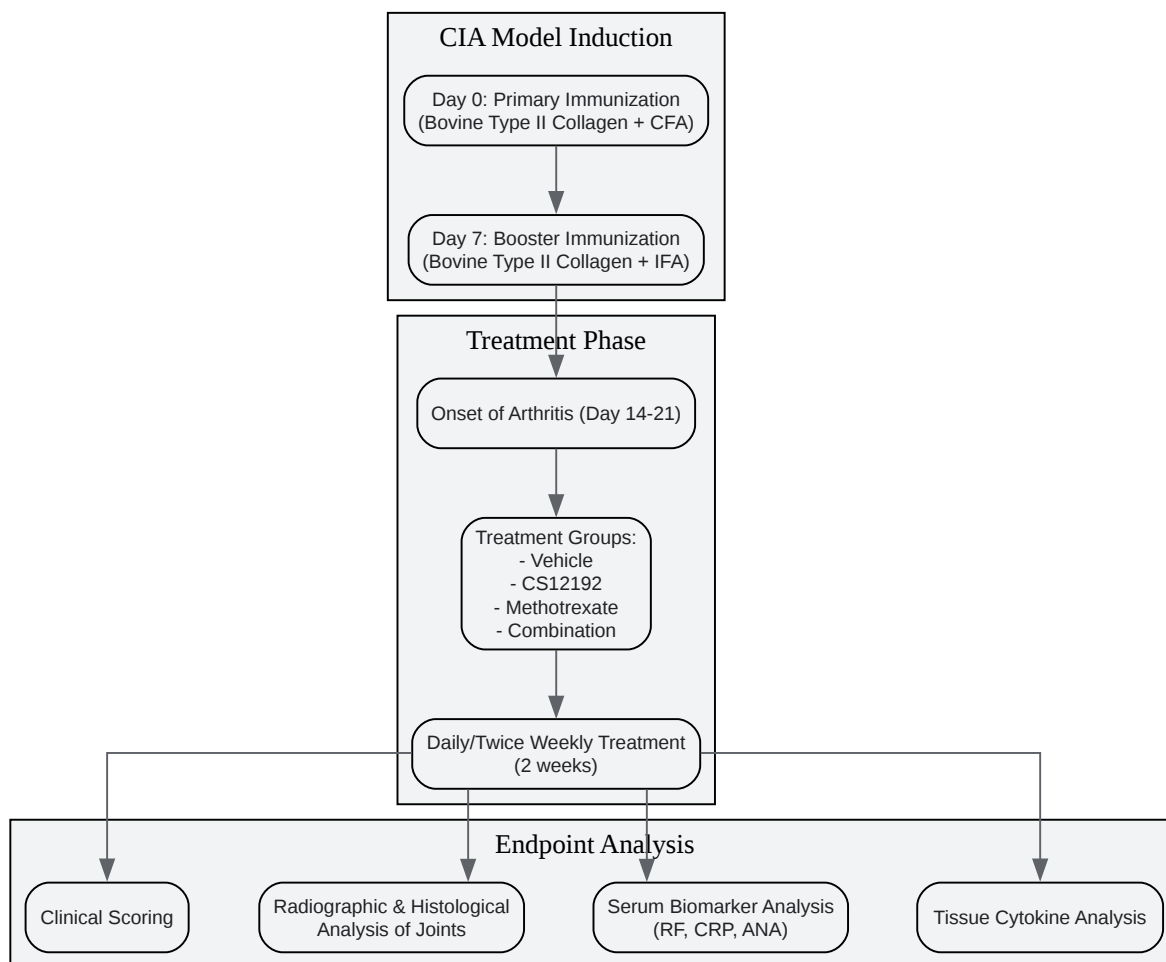 CIA Model Induction
Day 0: Primary Immunization
(Bovine Type II Collagen + CFA)
Day 7: Booster Immunization
(Bovine Type II Collagen + IFA)
Treatment Phase
Onset of Arthritis (Day 14-21)
Treatment Groups:
- Vehicle
- CS12192
- Methotrexate
- Combination
Daily/Twice Weekly Treatment
(2 weeks)
Endpoint Analysis
Clinical Scoring
Radiographic & Histological
Analysis of Joints
Serum Biomarker Analysis
(RF, CRP, ANA)
Tissue Cytokine Analysis